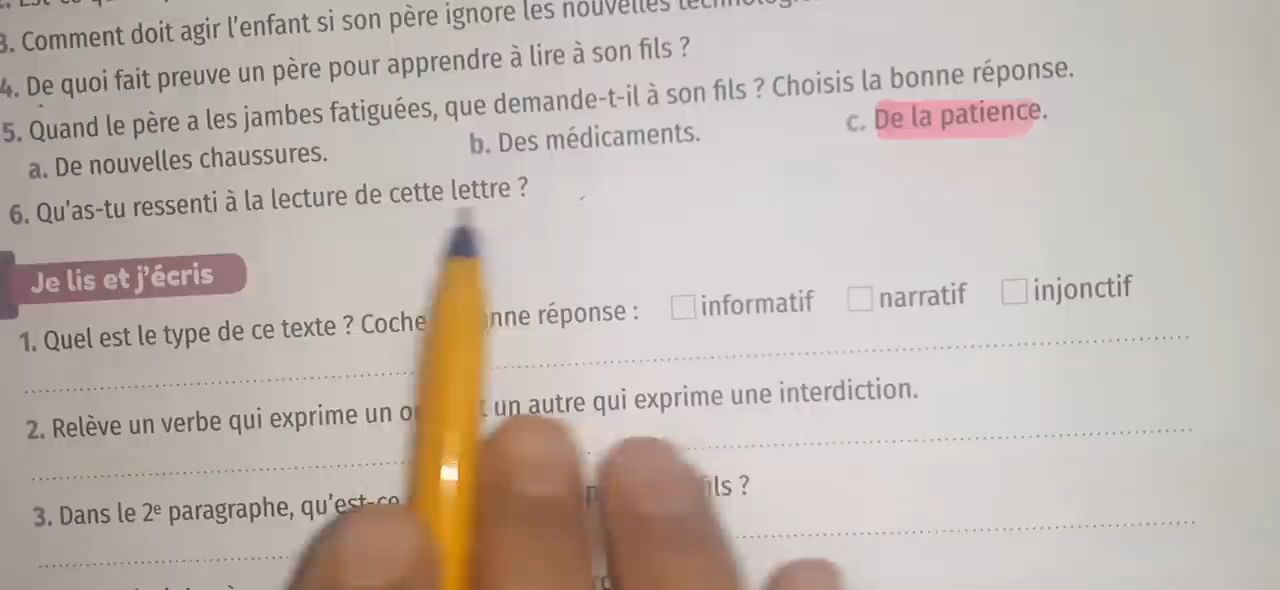 3. Comment doit agir l'enfant si son père ignore les nouvelles
4. De quoi fait preuve un père pour apprendre à lire à son fils ?
5. Quand le père a les jambes fatiguées, que demande-t-il à son fils ? Choisis la bonne réponse.
a. De nouvelles chaussures. b. Des médicaments. c. De la patience.
6. Qu'as-tu ressenti à la lecture de cette lettre ?
Je lis et j'écris
1. Quel est le type de ce texte ? Coche nne réponse : informatif narratif injonctif
2. Relève un verbe qui exprime un un autre qui exprime une interdiction.
3. Dans le 2e paragraphe, qu'est-ce ils ?